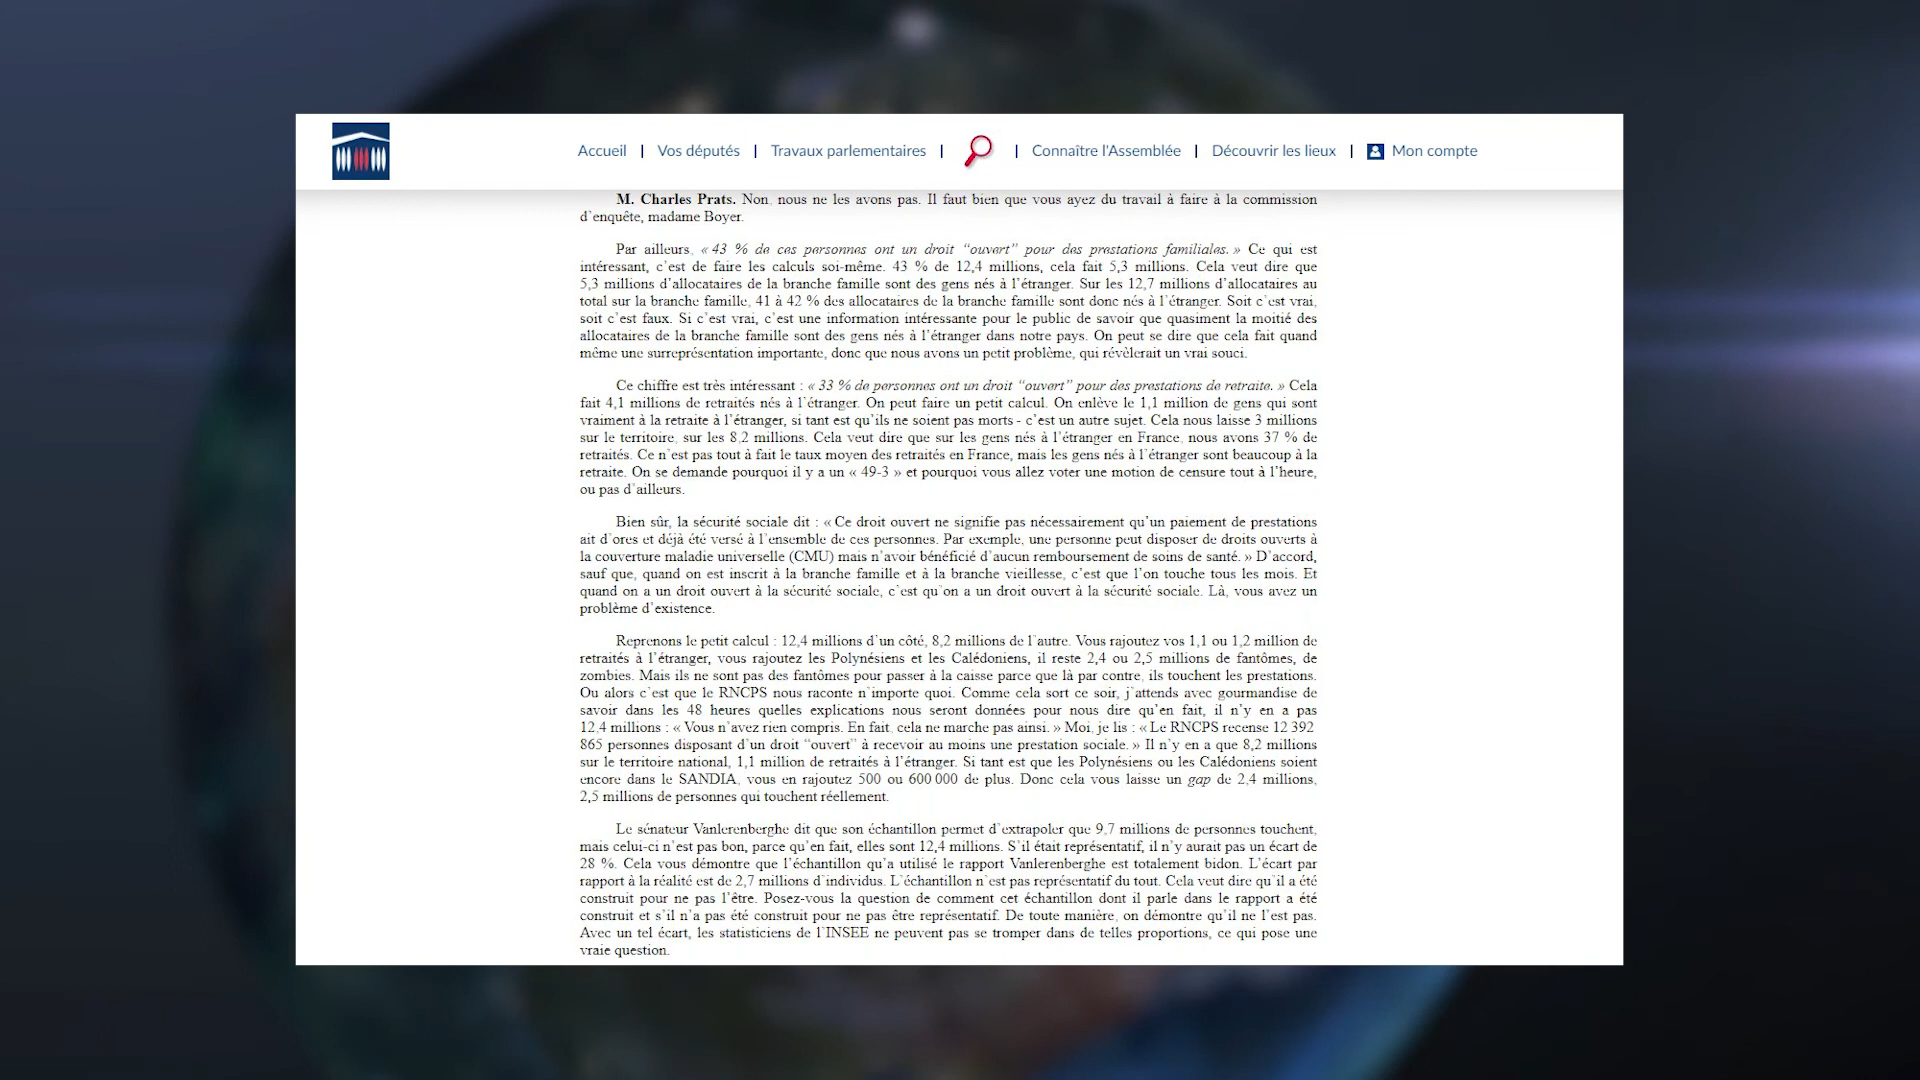 Accueil | Vos députés | Travaux parlementaires | | Connaître l'Assemblée | Découvrir les lieux | Mon compte
M. Charles Prats. Non, nous ne les avons pas. Il faut bien que vous ayez du travail à faire à la commission
d'enquête, madame Boyer.
Par ailleurs, « 43 % de ces personnes ont un droit “ouvert” pour des prestations familiales. » Ce qui est
intéressant, c'est de faire les calculs soi-même. 43 % de 12,4 millions, cela fait 5,3 millions. Cela veut dire que
5,3 millions d'allocataires de la branche famille sont des gens nés à l'étranger. Sur les 12,7 millions d'allocataires au
total sur la branche famille, 41 à 42 % des allocataires de la branche famille sont donc nés à l'étranger. Soit c'est vrai,
soit c'est faux. Si c'est vrai, c'est une information intéressante pour le public de savoir que quasiment la moitié des
allocataires de la branche famille sont des gens nés à l'étranger dans notre pays. On peut se dire que cela fait quand
même une surreprésentation importante, donc que nous avons un petit problème, qui révèlerait un vrai souci.
Ce chiffre est très intéressant : « 33 % de personnes ont un droit “ouvert” pour des prestations de retraite. » Cela
fait 4,1 millions de retraités nés à l'étranger. On peut faire un petit calcul. On enlève le 1,1 million de gens qui sont
vraiment à la retraite à l'étranger, si tant est qu'ils ne soient pas morts - c'est un autre sujet. Cela nous laisse 3 millions
sur le territoire, sur les 8,2 millions. Cela veut dire que sur les gens nés à l'étranger en France, nous avons 37 % de
retraités. Ce n'est pas tout à fait le taux moyen des retraités en France, mais les gens nés à l'étranger sont beaucoup à la
retraite. On se demande pourquoi il y a un « 49-3 » et pourquoi vous allez voter une motion de censure tout à l'heure,
ou pas d'ailleurs.
Bien sûr, la sécurité sociale dit : « Ce droit ouvert ne signifie pas nécessairement qu'un paiement de prestations
ait d'ores et déjà été versé à l'ensemble de ces personnes. Par exemple, une personne peut disposer de droits ouverts à
la couverture maladie universelle (CMU) mais n'avoir bénéficié d'aucun remboursement de soins de santé. » D'accord,
sauf que, quand on est inscrit à la branche famille et à la branche vieillesse, c'est que l'on touche tous les mois. Et
quand on a un droit ouvert à la sécurité sociale, c'est qu'on a un droit ouvert à la sécurité sociale. Là, vous avez un
problème d'existence.
Reprenons le petit calcul : 12,4 millions d'un côté, 8,2 millions de l'autre. Vous rajoutez vos 1,1 ou 1,2 million de
retraités à l'étranger, vous rajoutez les Polynésiens et les Calédoniens, il reste 2,4 ou 2,5 millions de fantômes, de
zombies. Mais ils ne sont pas des fantômes pour passer à la caisse parce que là par contre, ils touchent les prestations.
Ou alors c'est que le RNCPS nous raconte n'importe quoi. Comme cela sort ce soir, j'attends avec gourmandise de
savoir dans les 48 heures quelles explications nous seront données pour nous dire qu'en fait, il n'y en a pas
12,4 millions : « Vous n'avez rien compris. En fait, cela ne marche pas ainsi. » Moi, je lis : « Le RNCPS recense 12 392
865 personnes disposant d'un droit “ouvert” à recevoir au moins une prestation sociale. » Il n'y en a que 8,2 millions
sur le territoire national, 1,1 million de retraités à l'étranger. Si tant est que les Polynésiens ou les Calédoniens soient
encore dans le SANDIA, vous en rajoutez 500 ou 600 000 de plus. Donc cela vous laisse un gap de 2,4 millions,
2,5 millions de personnes qui touchent réellement.
Le sénateur Vanlerenberghe dit que son échantillon permet d'extrapoler que 9,7 millions de personnes touchent,
mais celui-ci n'est pas bon, parce qu'en fait, elles sont 12,4 millions. S'il était représentatif, il n'y aurait pas un écart de
28 %. Cela vous démontre que l'échantillon qu'a utilisé le rapport Vanlerenberghe est totalement bidon. L'écart par
rapport à la réalité est de 2,7 millions d'individus. L'échantillon n'est pas représentatif du tout. Cela veut dire qu'il a été
construit pour ne pas l'être. Posez-vous la question de comment cet échantillon dont il parle dans le rapport a été
construit et s'il n'a pas été construit pour ne pas être représentatif. De toute manière, on démontre qu'il ne l'est pas.
Avec un tel écart, les statisticiens de l'INSEE ne peuvent pas se tromper dans de telles proportions, ce qui pose une
vraie question.